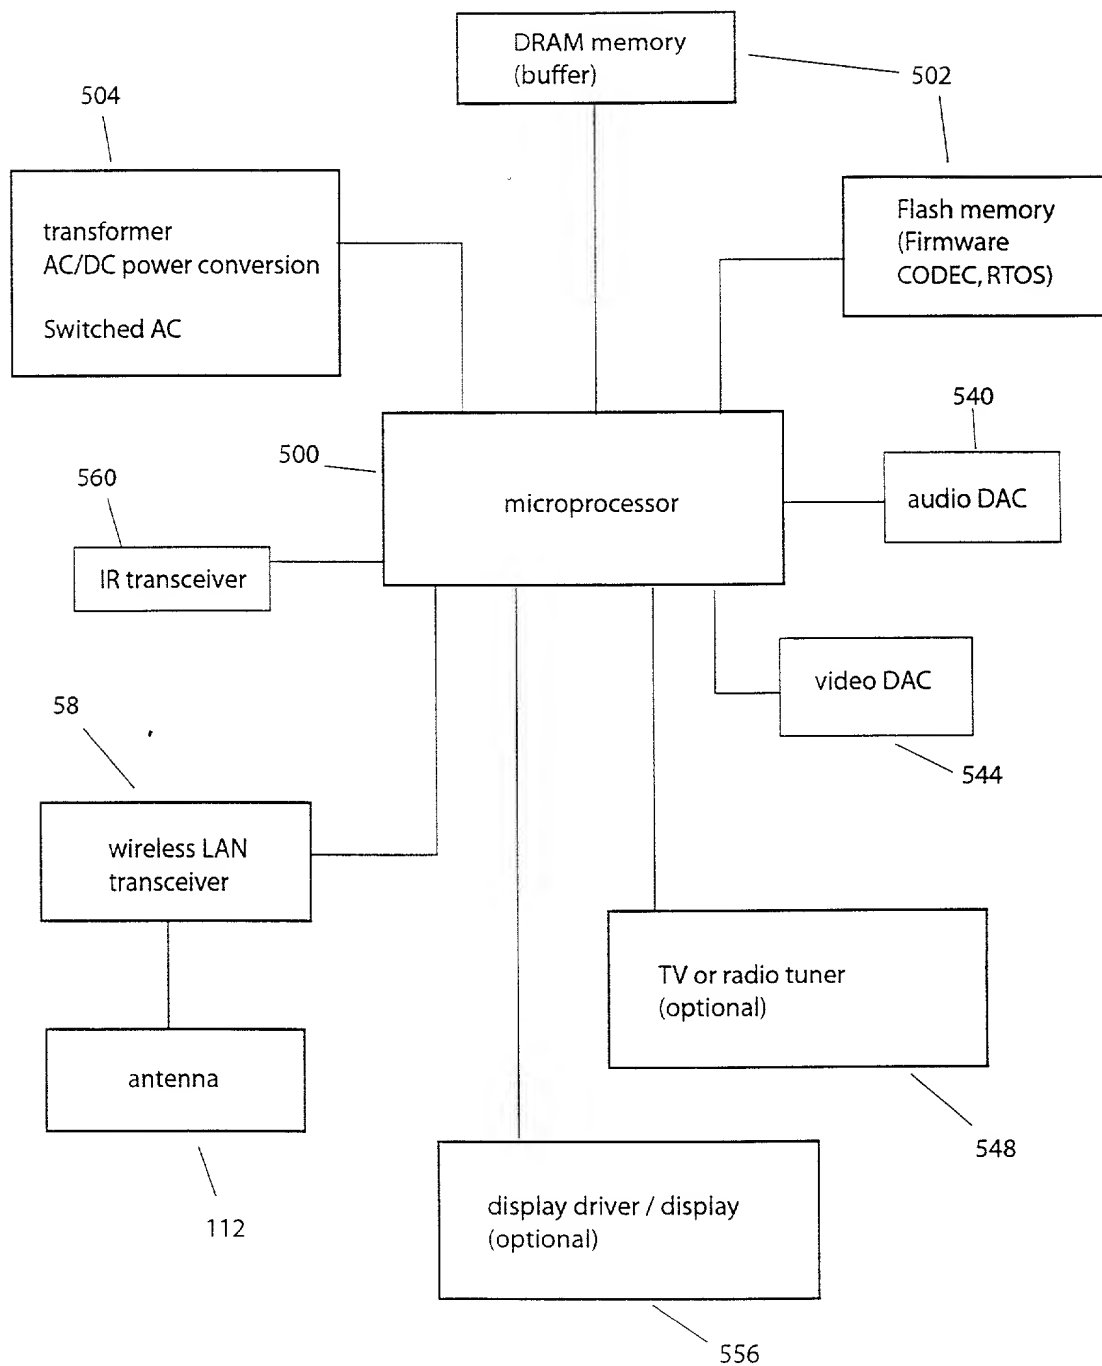 DRAM memory
(buffer)
502
504
transformer
AC/DC power conversion
Switched AC
Flash memory
(Firmware
CODEC, RTOS)
540
500
microprocessor
audio DAC
560
IR transceiver
video DAC
58
544
wireless LAN
transceiver
TV or radio tuner
(optional)
antenna
548
display driver / display
(optional)
112
556